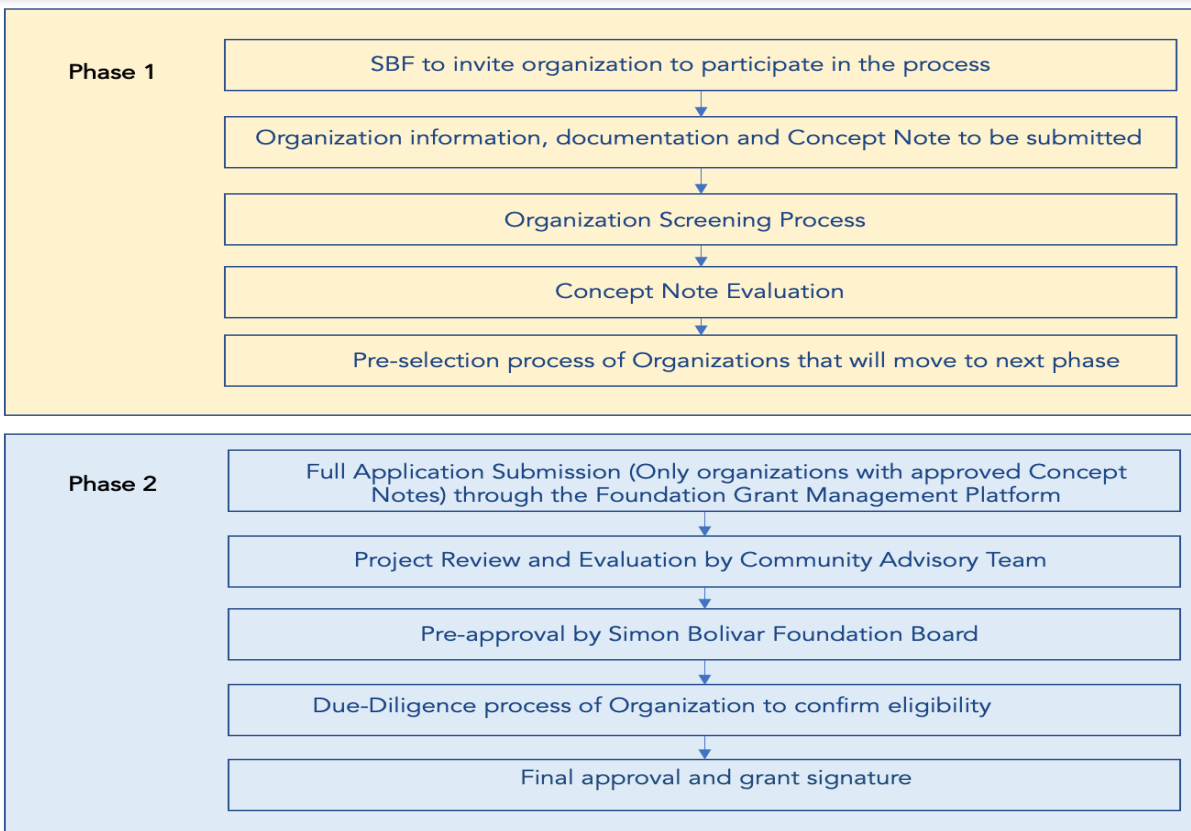 Phase 1
SBF to invite organization to participate in the process
Organization information, documentation and Concept Note to be submitted
Organization Screening Process
Concept Note Evaluation
Pre-selection process of Organizations that will move to next phase
Phase 2
Full Application Submission (Only organizations with approved Concept
Notes) through the Foundation Grant Management Platform
Project Review and Evaluation by Community Advisory Team
Pre-approval by Simon Bolivar Foundation Board
Due-Diligence process of Organization to confirm eligibility
Final approval and grant signature